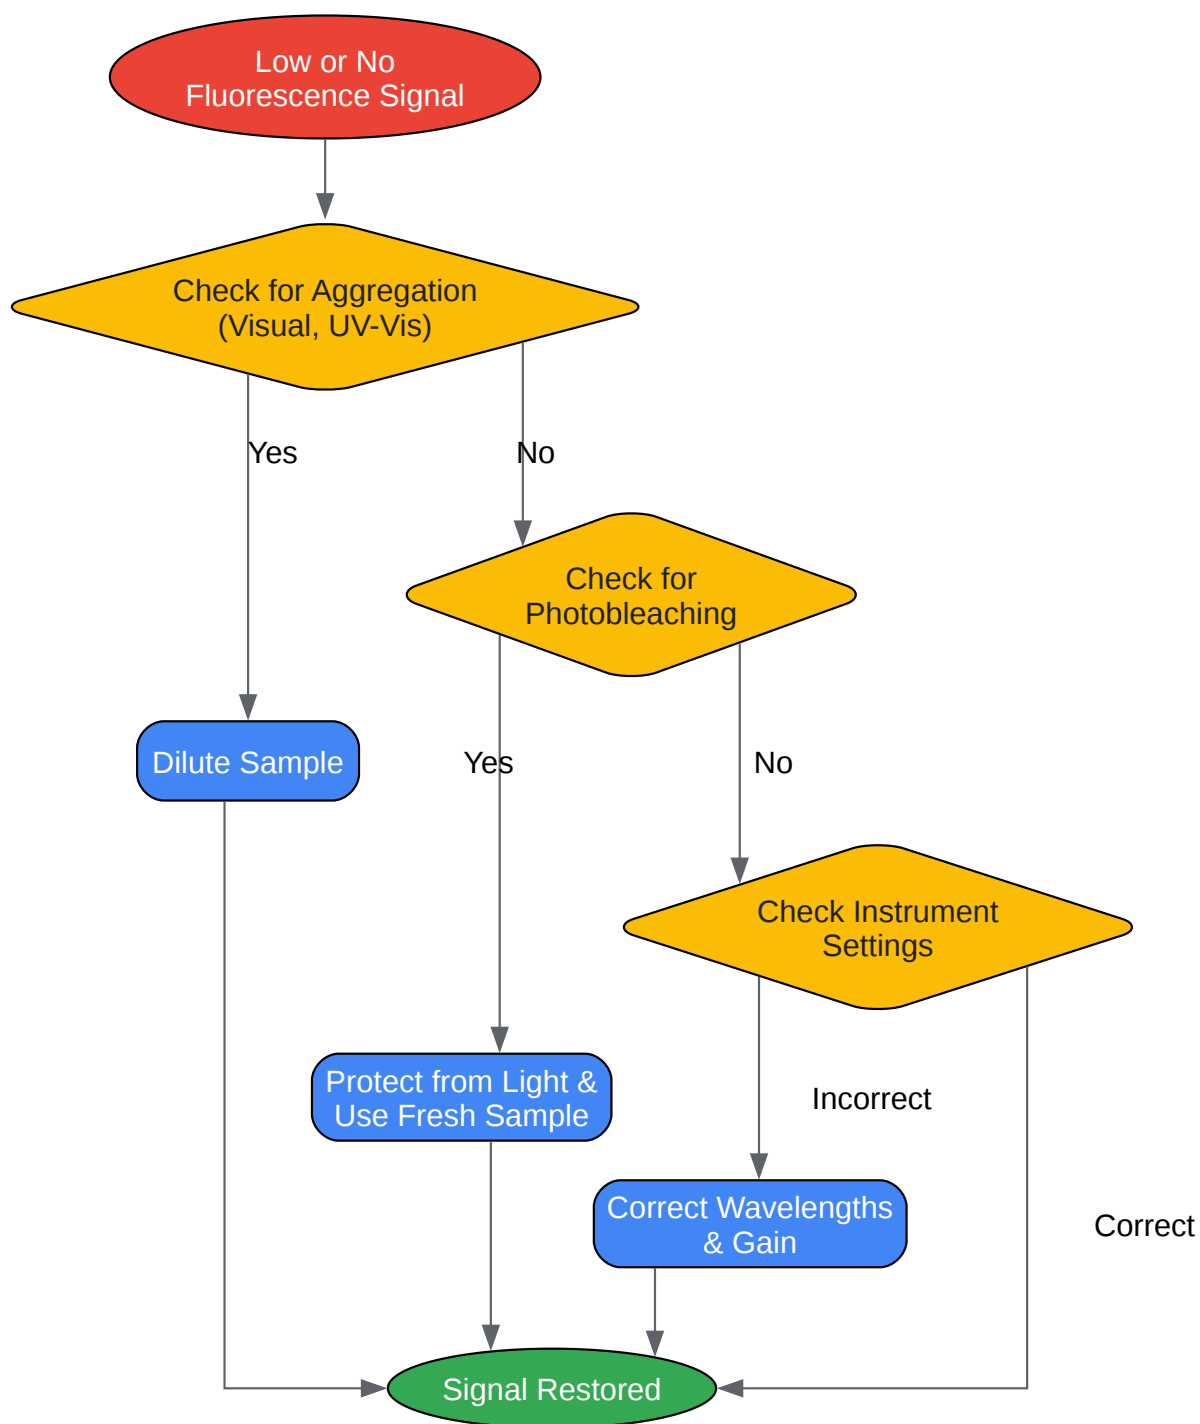 Low or No
Fluorescence Signal
Check for Aggregation
(Visual, UV-Vis)
Yes
No
Check for
Photobleaching
Dilute Sample
Yes
No
Check Instrument
Settings
Protect from Light &
Use Fresh Sample
Incorrect
Correct Wavelengths
& Gain
Correct
Signal Restored